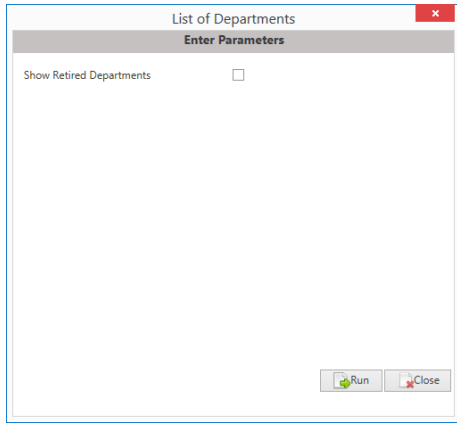 List of Departments
Enter Parameters
Show Retired Departments
Run Close